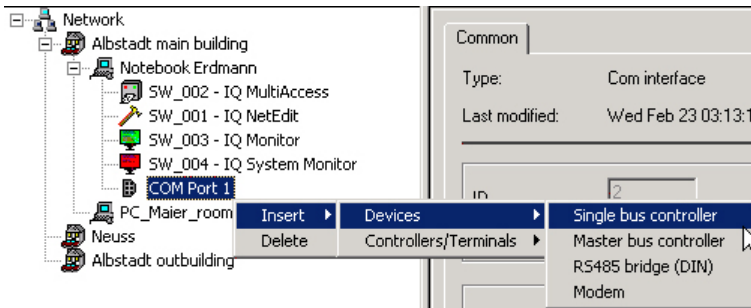 Network
Albstadt main building
Notebook Erdmann
SW_002 - IQ MultiAccess
SW_001 - IQ NetEdit
SW_003 - IQ Monitor
SW_004 - IQ System Monitor
COM Port 1
PC_Maier_room
Neuss
Albstadt outbuilding
Insert
Delete
Devices
Controllers/Terminals
Single bus controller
Master bus controller
RS485 bridge (DIN)
Modem
Common
Type: Com interface
Last modified: Wed Feb 23 03:13:1
ID 2